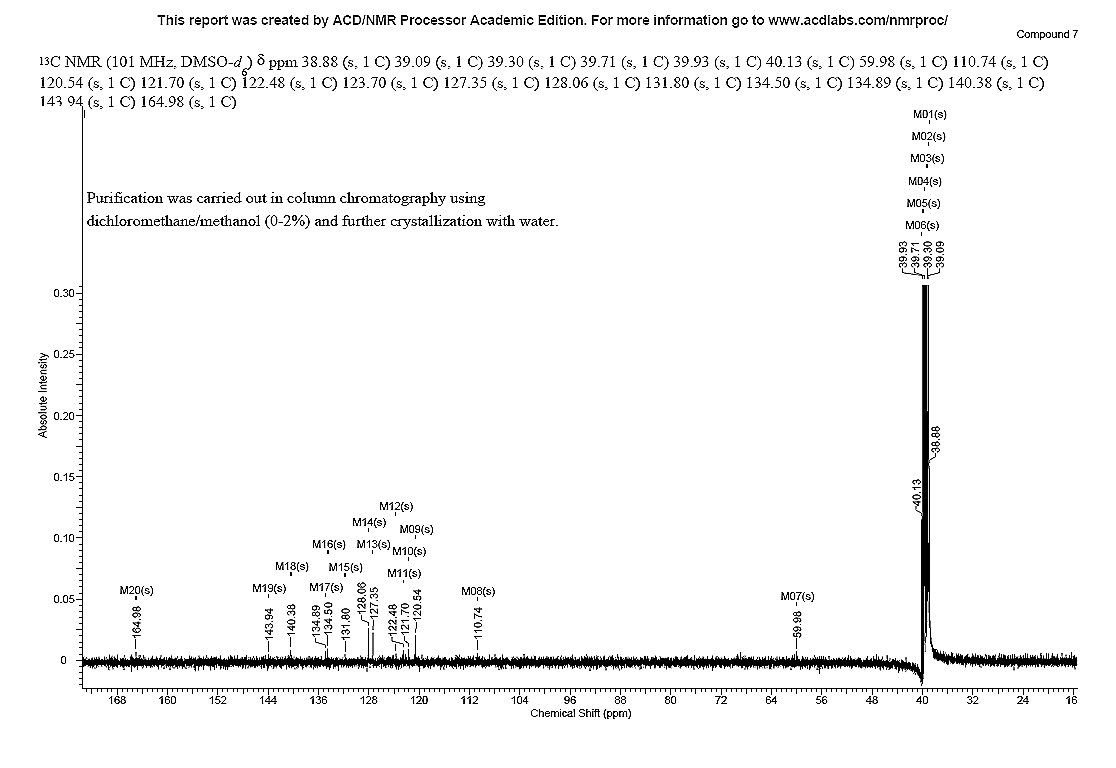 This report was created by ACD/NMR Processor Academic Edition. For more information go to www.acdlabs.com/nmrproc/
Compound 7
13C NMR (101 MHz, DMSO-d6) δ ppm 38.88 (s, 1 C) 39.09 (s, 1 C) 39.30 (s, 1 C) 39.71 (s, 1 C) 39.93 (s, 1 C) 40.13 (s, 1 C) 59.98 (s, 1 C) 110.74 (s, 1 C)
120.54 (s, 1 C) 121.70 (s, 1 C) 122.48 (s, 1 C) 123.70 (s, 1 C) 127.35 (s, 1 C) 128.06 (s, 1 C) 131.80 (s, 1 C) 134.50 (s, 1 C) 134.89 (s, 1 C) 140.38 (s, 1 C)
143 94 (s, 1 C) 164.98 (s, 1 C)
M01(s)
M02(s)
M03(s)
M04(s)
M05(s)
M06(s)
Purification was carried out in column chromatography using
dichloromethane/methanol (0-2%) and further crystallization with water.
39.93
39.71
39.30
39.09
38.88
40.13
M12(s)
M14(s)
M09(s)
M16(s)
M13(s)
M10(s)
M18(s)
M15(s)
M11(s)
M20(s)
M19(s)
M17(s)
M08(s)
M07(s)
164.98
143.94
140.38
134.89
134.50
131.80
128.06
127.35
122.48
121.70
120.54
110.74
59.98
Absolute Intensity
0.30
0.25
0.20
0.15
0.10
0.05
0
168 160 152 144 136 128 120 112 104 96 88 80 72 64 56 48 40 32 24 16
Chemical Shift (ppm)